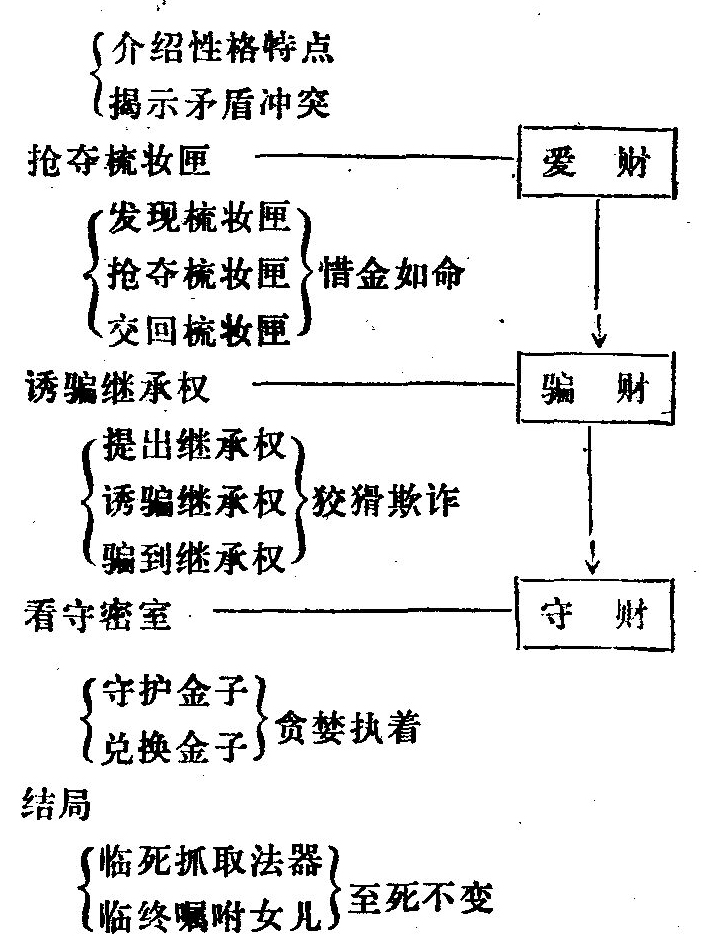 介绍性格特点
揭示矛盾冲突
抢夺梳妆匣 爱 财
发现梳妆匣
抢夺梳妆匣 惜金如命
交回梳妆匣
诱骗继承权 骗 财
提出继承权
诱骗继承权 狡猾欺诈
骗到继承权
看守密室 守 财
守护金子
兑换金子 贪婪执着
结局
临死抓取法器
临终嘱咐女儿 至死不变